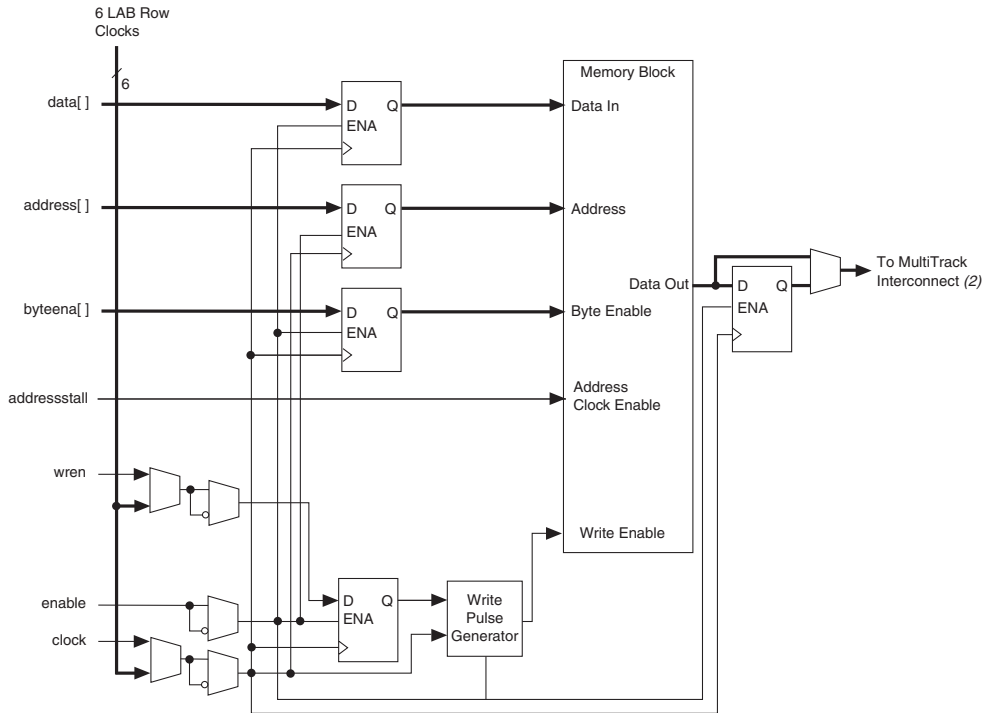 6 LAB Row
Clocks
6
data[ ]
D Q
ENA
Memory Block
Data In
address[ ]
D Q
ENA
Address
byteena[ ]
D Q
ENA
Byte Enable
Data Out
D Q
ENA
To MultiTrack
Interconnect (2)
addressstall
Address
Clock Enable
wren
Write Enable
enable
clock
D Q
ENA
Write
Pulse
Generator